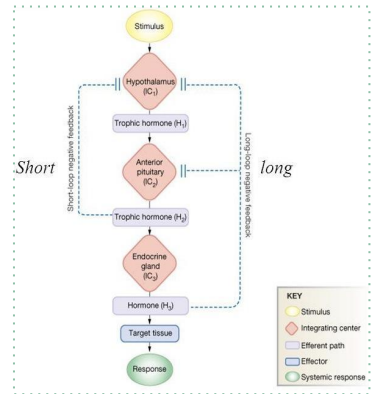 Stimulus
Hypothalamus
(IC₁)
Trophic hormone (H₁)
Short
Short-loop negative feedback
Anterior
pituitary
(IC₂)
Long-loop negative feedback
long
Trophic hormone (H₂)
Endocrine
gland
(IC₃)
Hormone (H₃)
Target tissue
Response
KEY
Stimulus
Integrating center
Efferent path
Effector
Systemic response